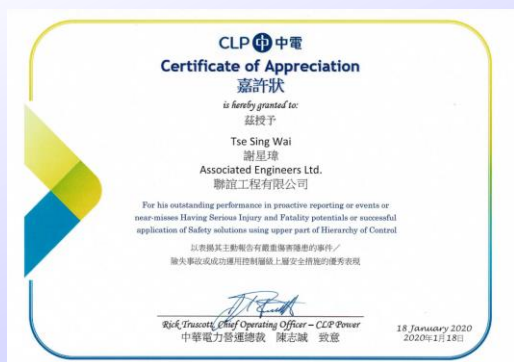 CLP 中電
Certificate of Appreciation
嘉許狀
is hereby granted to:
茲授予
Tse Sing Wai
謝星瑋
Associated Engineers Ltd.
聯誼工程有限公司
For his outstanding performance in proactive reporting or events or
near-misses Having Serious Injury and Fatality potentials or successful
application of Safety solutions using upper part of Hierarchy of Control
以表揚其主動報告有嚴重傷害隱患的事件／
險失事故或成功運用控制層級上層安全措施的優秀表現
Rick Truscott, Chief Operating Officer – CLP Power
中華電力營運總裁 陳志誠 致意
18 January 2020
2020年1月18日